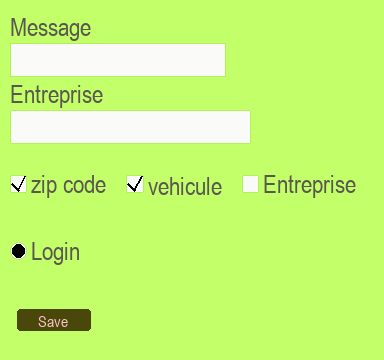 Message
Entreprise
zip code vehicule Entreprise
Login
Save